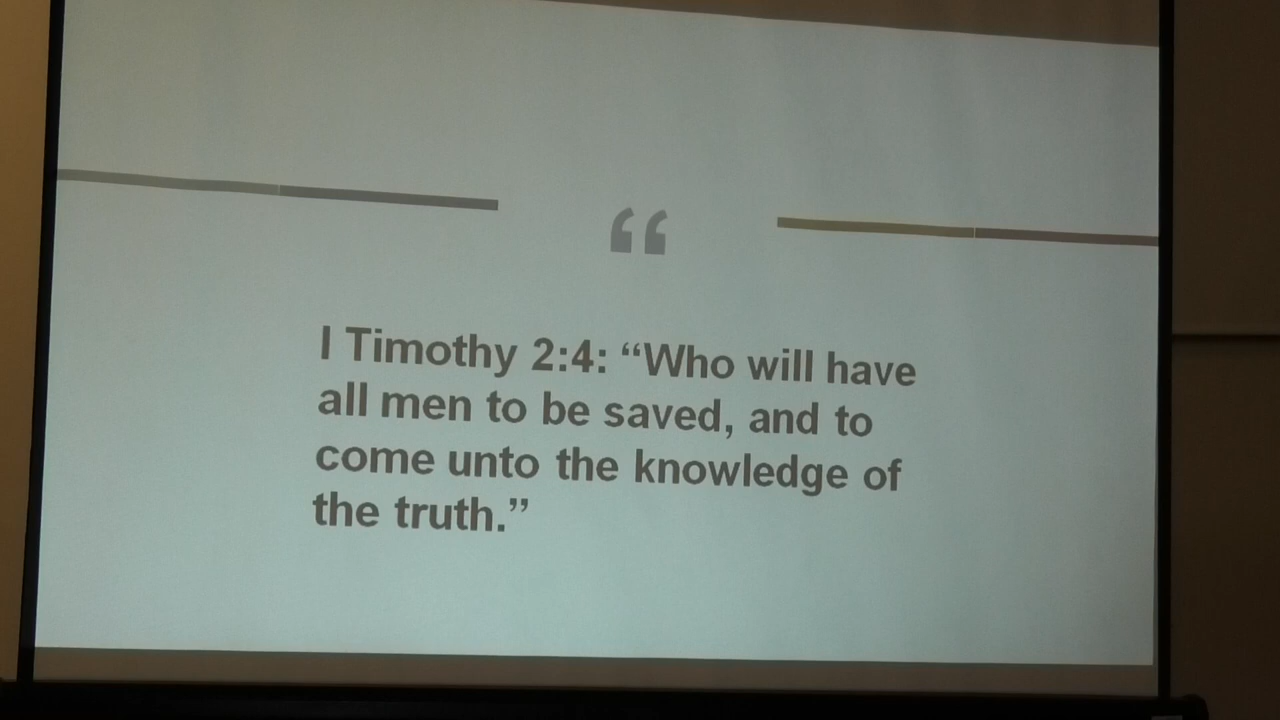 “
I Timothy 2:4: “Who will have
all men to be saved, and to
come unto the knowledge of
the truth.”